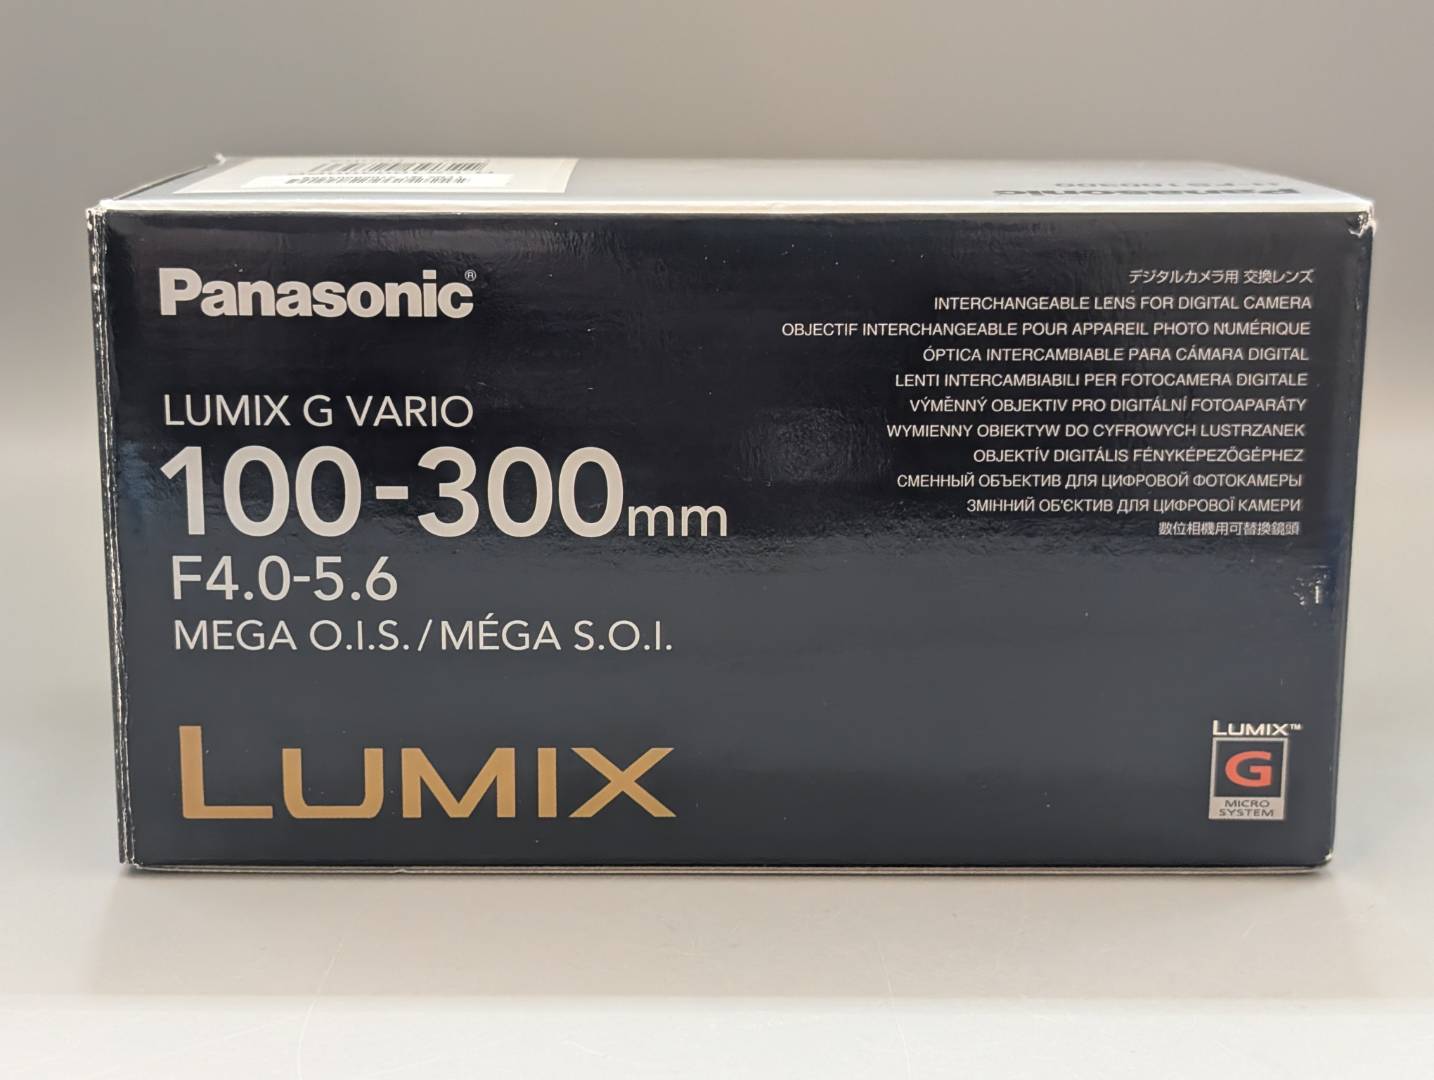 Panasonic
Panasonic®
LUMIX G VARIO
100-300mm
F4.0-5.6
MEGA O.I.S./MÉGA S.O.I.
LUMIX
デジタルカメラ用 交換レンズ
INTERCHANGEABLE LENS FOR DIGITAL CAMERA
OBJECTIF INTERCHANGEABLE POUR APPAREIL PHOTO NUMÉRIQUE
ÓPTICA INTERCAMBIABLE PARA CÁMARA DIGITAL
LENTI INTERCAMBIABILI PER FOTOCAMERA DIGITALE
VÝMĚNNÝ OBJEKTIV PRO DIGITÁLNÍ FOTOAPARÁTY
WYMIENNY OBIEKTYW DO CYFROWYCH LUSTRZANEK
OBJEKTÍV DIGITÁLIS FÉNYKÉPEZŐGÉPHEZ
СМЕННЫЙ ОБЪЕКТИВ ДЛЯ ЦИФРОВОЙ ФОТОКАМЕРЫ
ЗМІННИЙ ОБ'ЄКТИВ ДЛЯ ЦИФРОВОЇ КАМЕРИ
數位相機用可替換鏡頭
LUMIX™
G
MICRO
SYSTEM